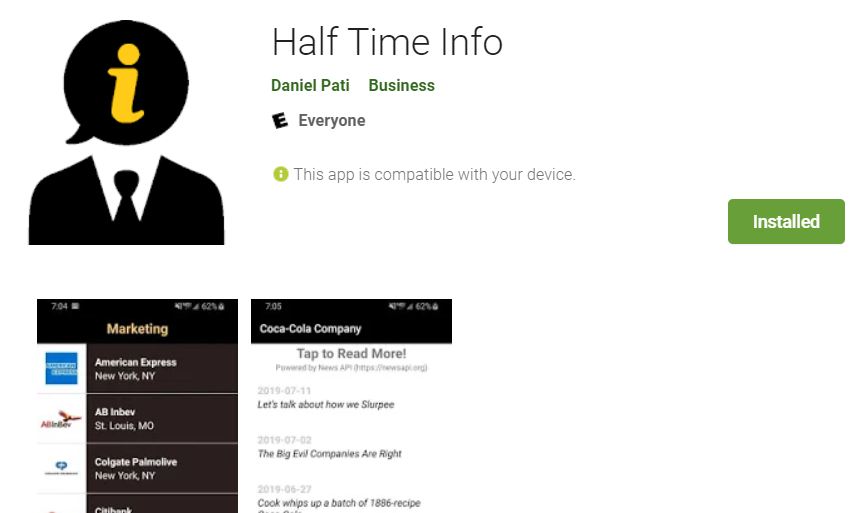 Half Time Info
Daniel Pati Business
E Everyone
This app is compatible with your device.
Installed
7:04 62%
Marketing
AMERICAN EXPRESS
American Express
New York, NY
ABInBev
AB Inbev
St. Louis, MO
Colgate Palmolive
New York, NY
Citibank
7:05 62%
Coca-Cola Company
Tap to Read More!
Powered by News API (https://newsapi.org)
2019-07-11
Let's talk about how we Slurpee
2019-07-02
The Big Evil Companies Are Right
2019-06-27
Cook whips up a batch of 1886-recipe
Coca-Cola